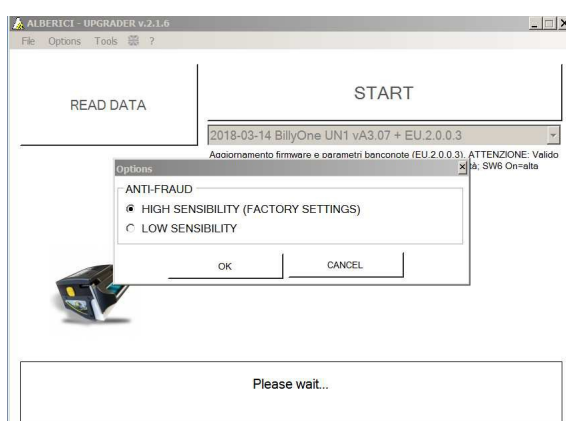 ALBERICI - UPGRADER v.2.1.6
File Options Tools ?
READ DATA
START
2018-03-14 BillyOne UN1 vA3.07 + EU.2.0.0.3
Aggiornamento firmware e parametri banconote (EU.2.0.0.3). ATTENZIONE: Valido
tà; SW6 On=alta
Options
ANTI-FRAUD
HIGH SENSIBILITY (FACTORY SETTINGS)
LOW SENSIBILITY
OK CANCEL
Please wait...